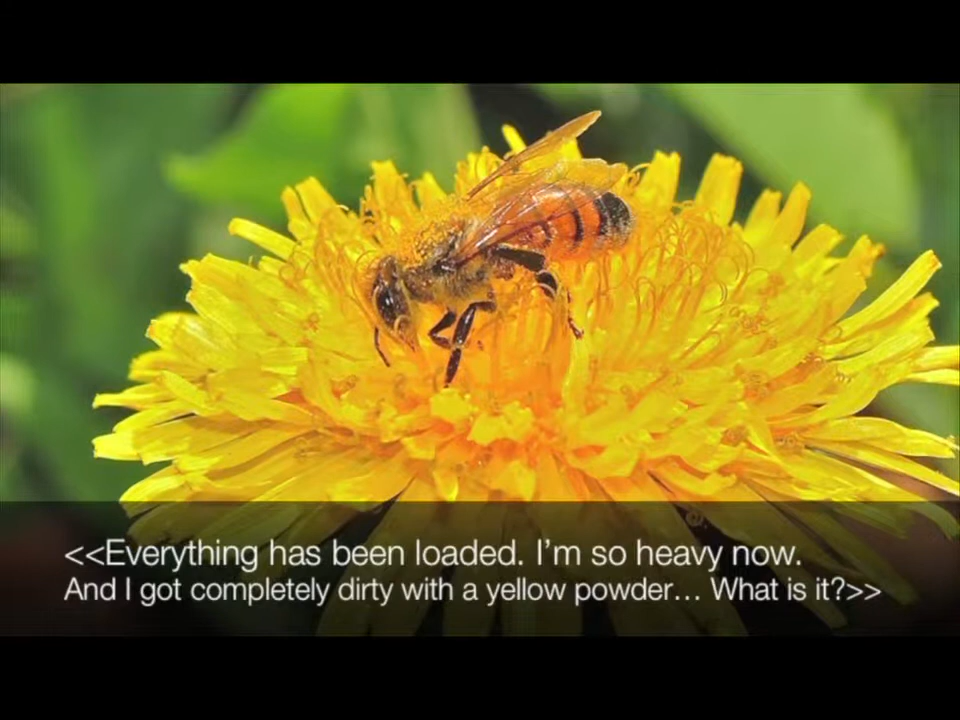 <<Everything has been loaded. I'm so heavy now.
And I got completely dirty with a yellow powder... What is it?>>